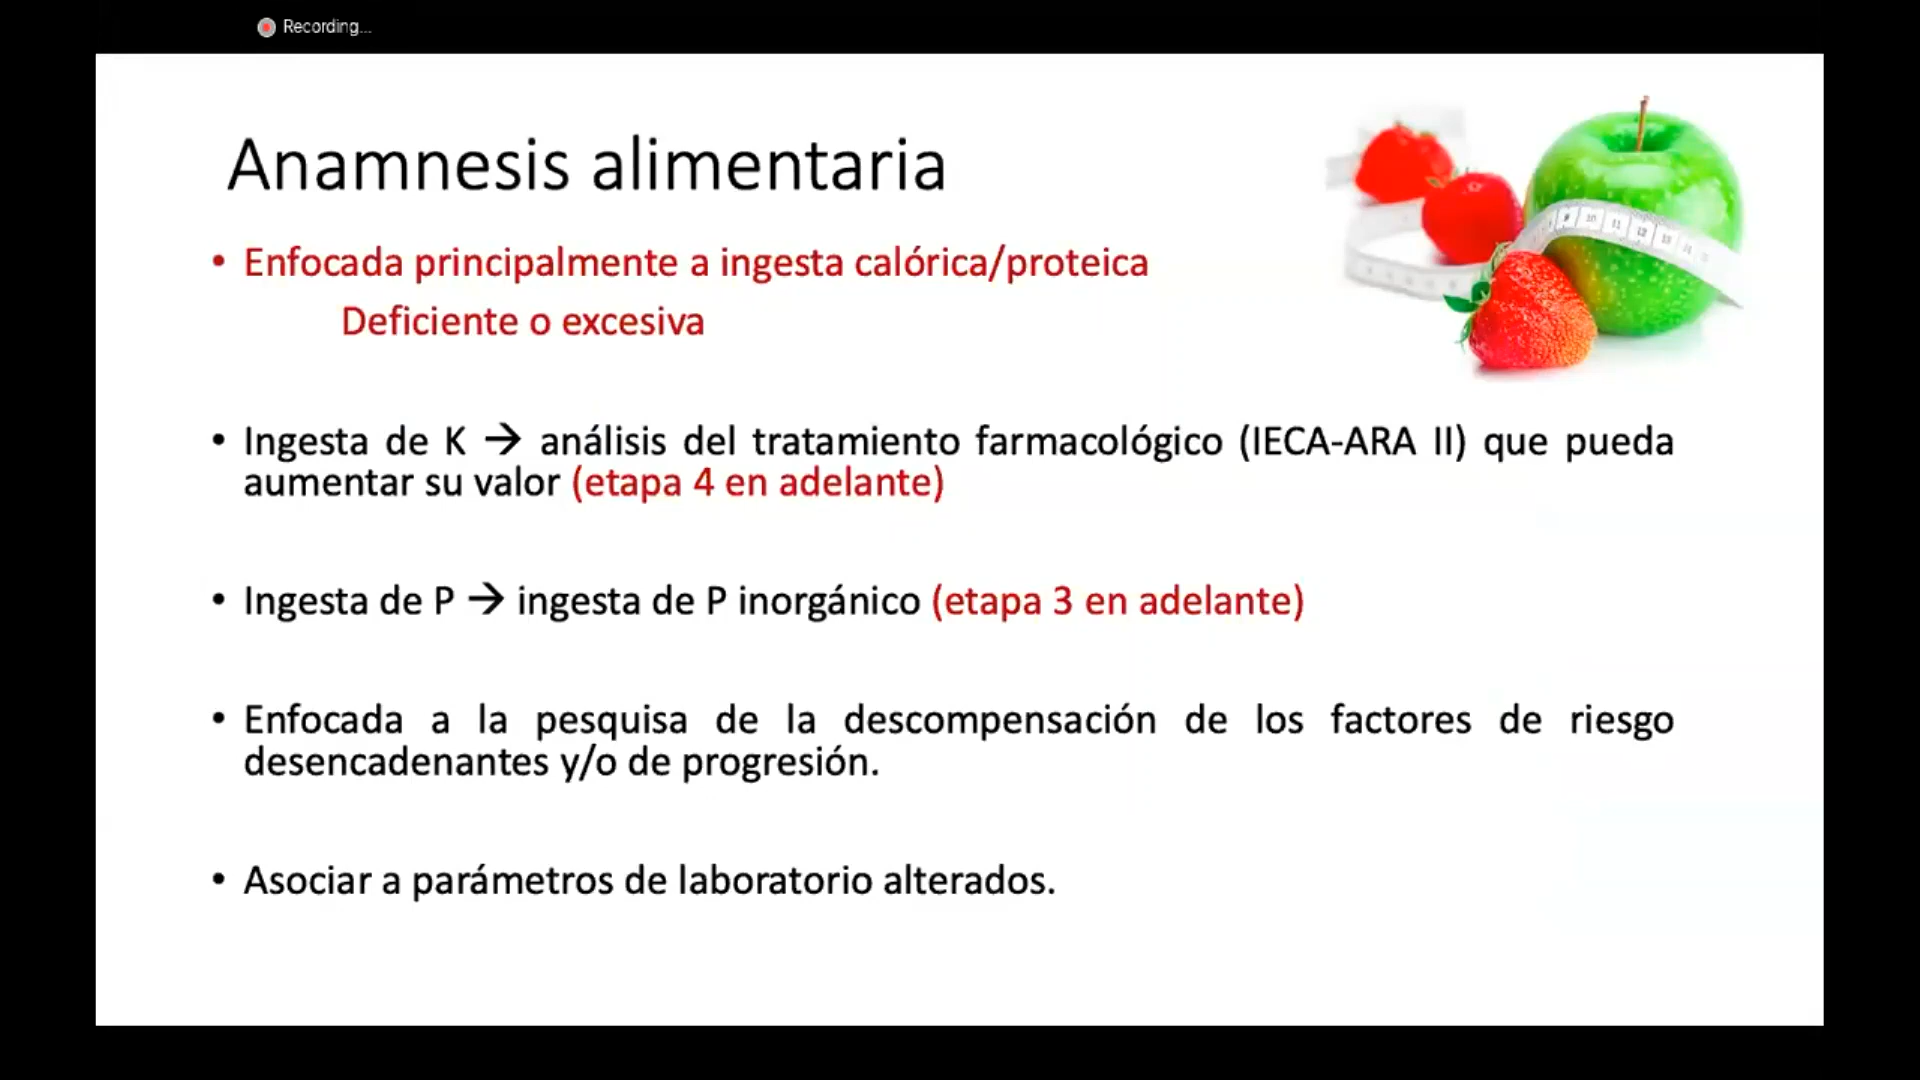 Recording...
Anamnesis alimentaria
• Enfocada principalmente a ingesta calórica/proteica
Deficiente o excesiva
• Ingesta de K → análisis del tratamiento farmacológico (IECA-ARA II) que pueda
aumentar su valor (etapa 4 en adelante)
• Ingesta de P → ingesta de P inorgánico (etapa 3 en adelante)
• Enfocada a la pesquisa de la descompensación de los factores de riesgo
desencadenantes y/o de progresión.
• Asociar a parámetros de laboratorio alterados.